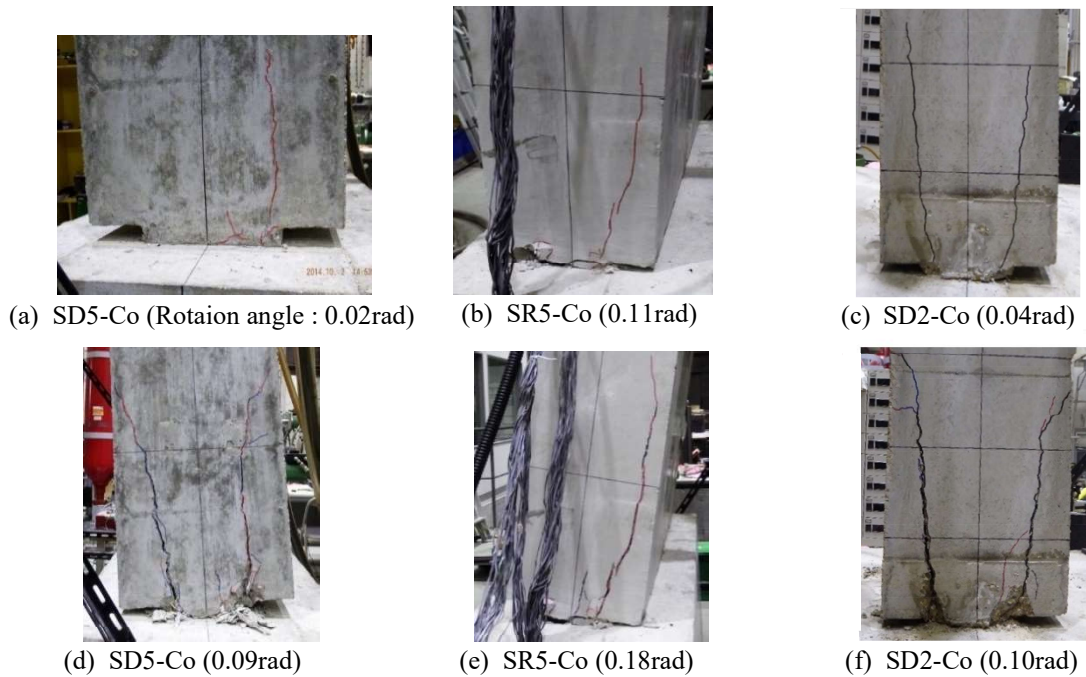 (a) SD5-Co (Rotaion angle : 0.02rad)
(b) SR5-Co (0.11rad)
(c) SD2-Co (0.04rad)
(d) SD5-Co (0.09rad)
(e) SR5-Co (0.18rad)
(f) SD2-Co (0.10rad)